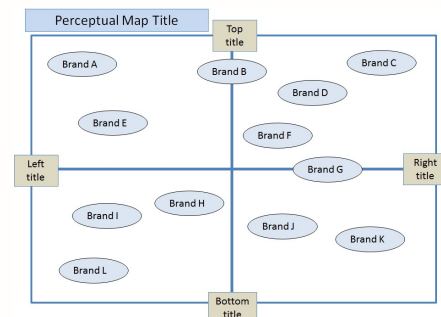 Perceptual Map Title
Top
title
Brand A
Brand B
Brand C
Brand D
Brand E
Brand F
Left
title
Brand G
Right
title
Brand H
Brand I
Brand J
Brand K
Brand L
Bottom
title